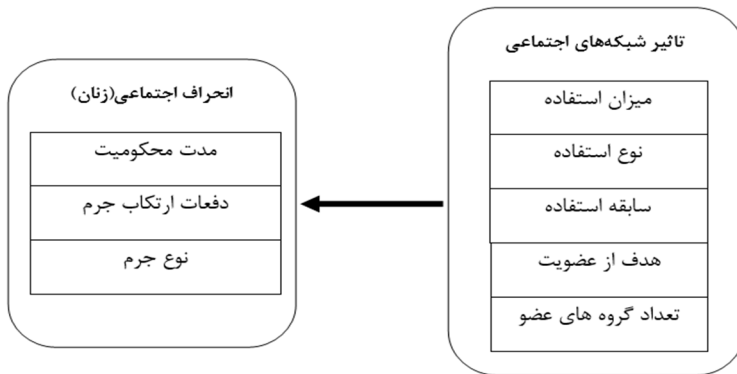 تاثیر شبکه‌های اجتماعی
میزان استفاده
نوع استفاده
سابقه استفاده
هدف از عضویت
تعداد گروه های عضو
انحراف اجتماعی(زنان)
مدت محکومیت
دفعات ارتکاب جرم
نوع جرم